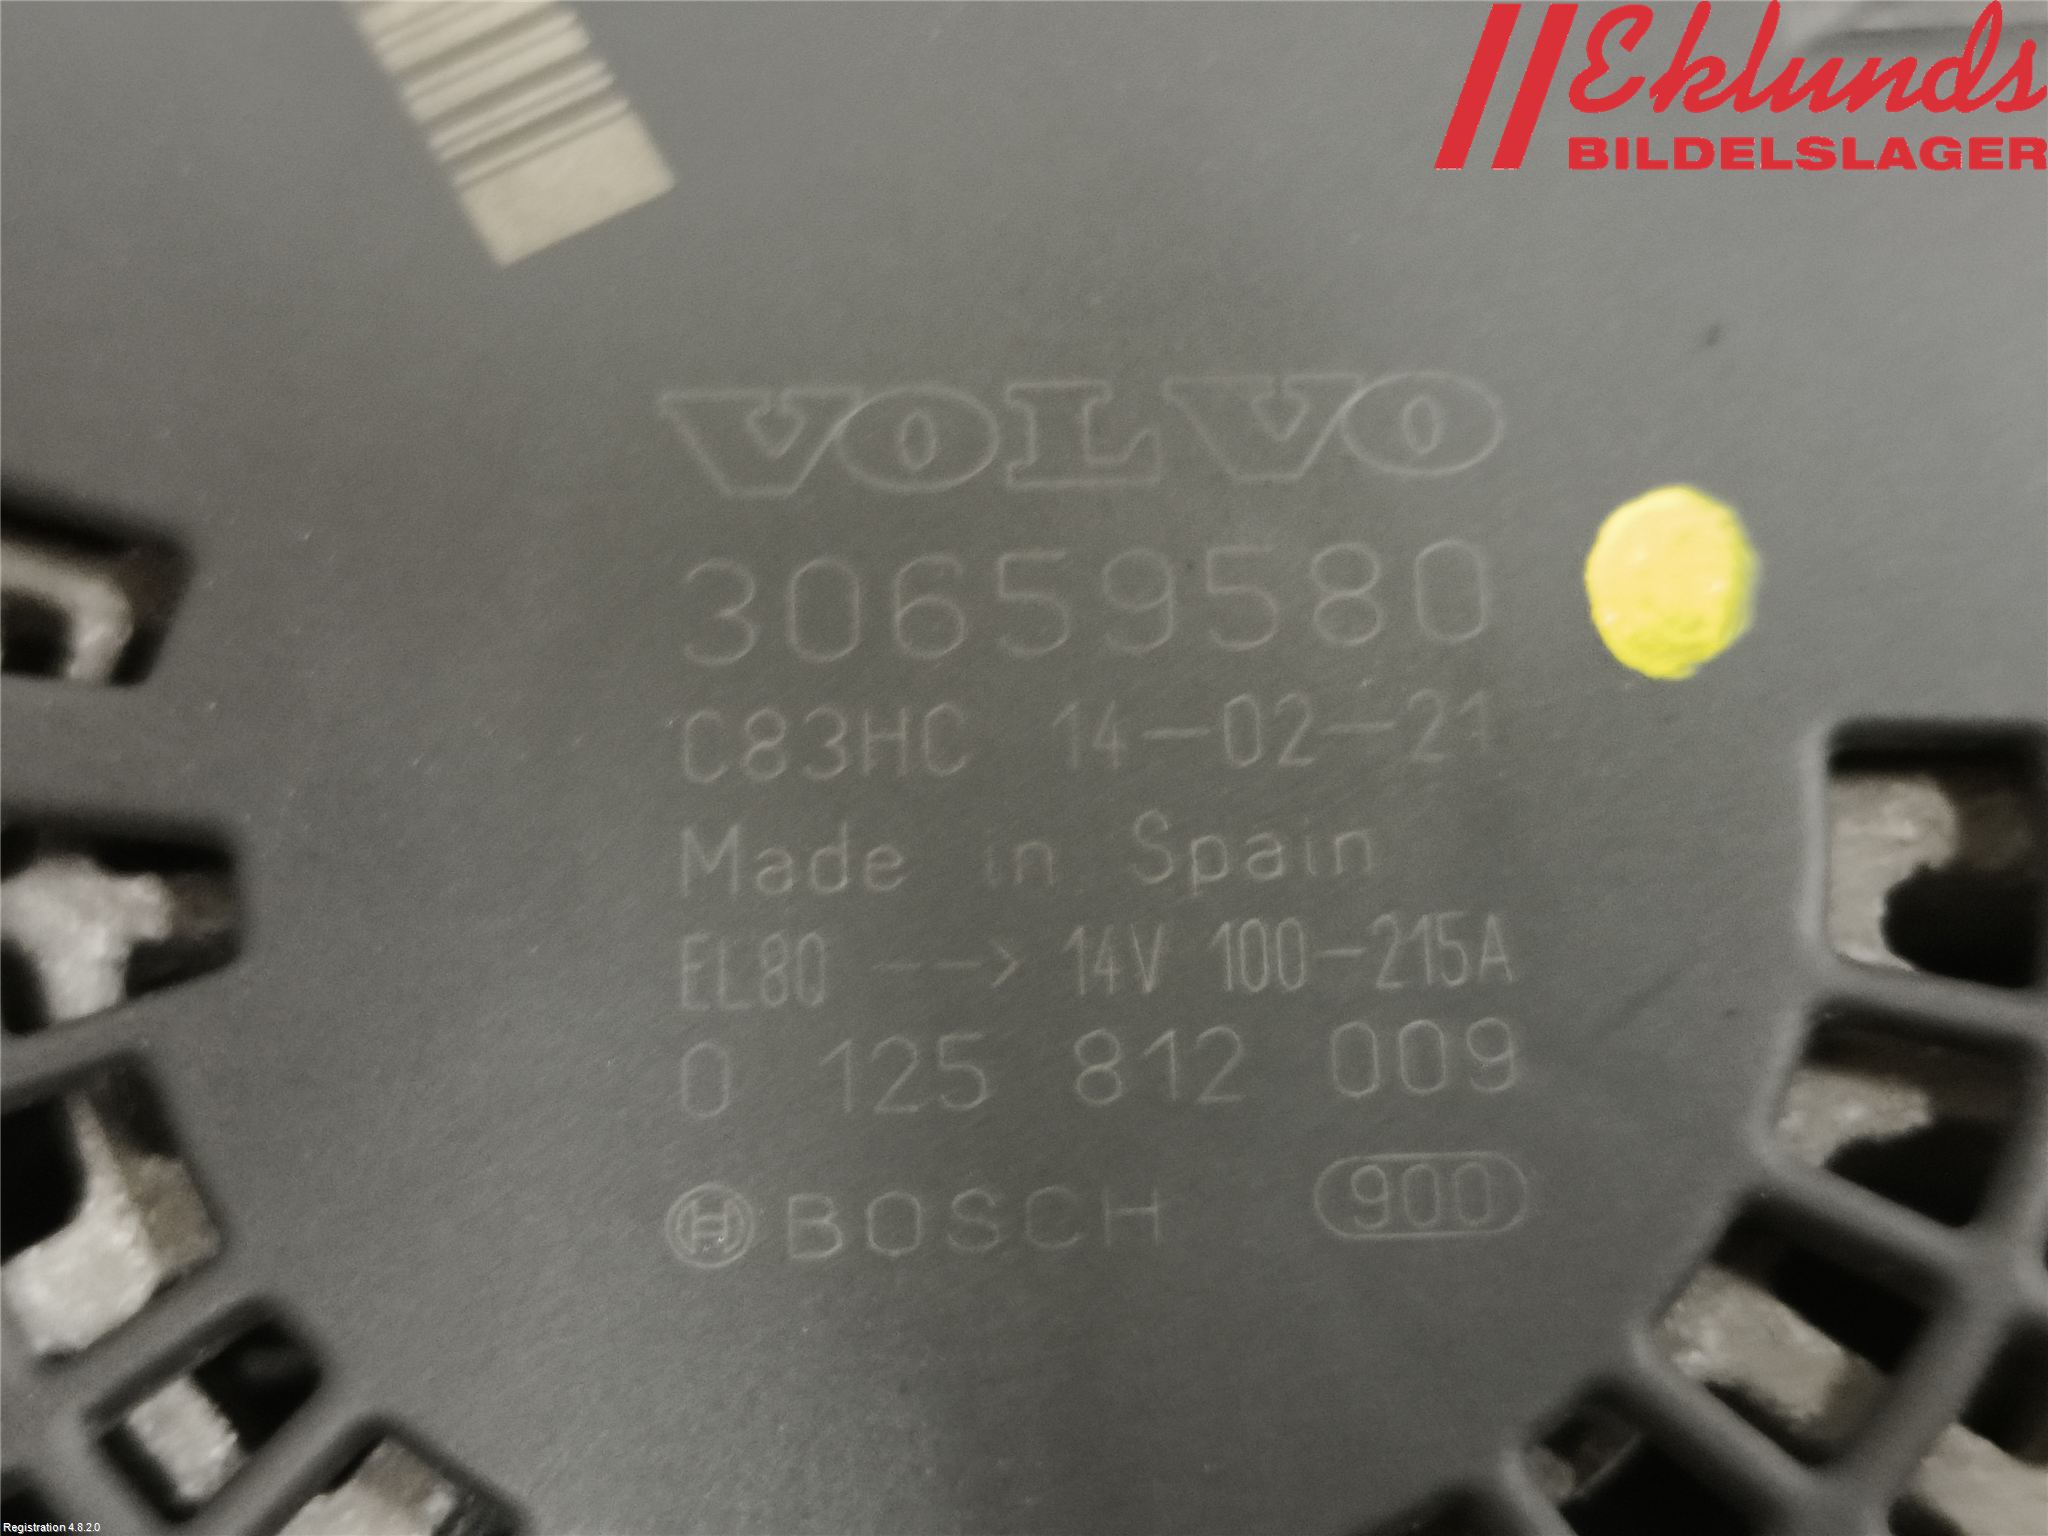 Eklunds
BILDELSLAGER
VOLVO
30659580
C83HC 14-02-21
Made in Spain
EL80 --> 14V 100-215A
0 125 812 009
BOSCH 900
Registration 4.8.2.0